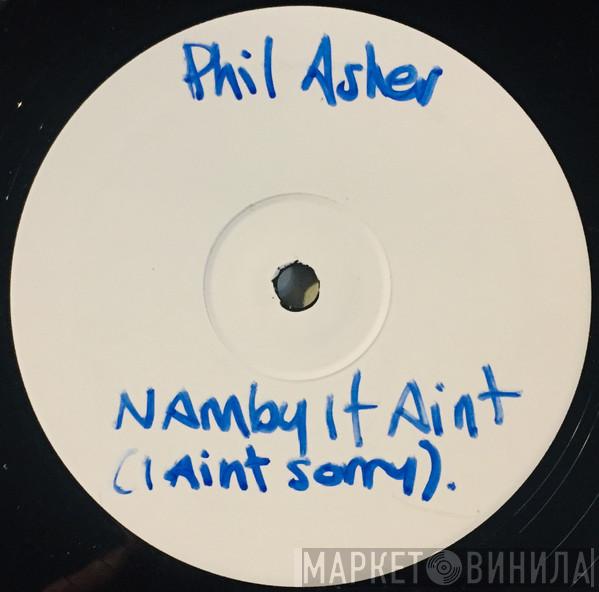 Phil Asher
NAmby It Aint
(I Aint sorry).
МАРКЕТ ВИНИЛА